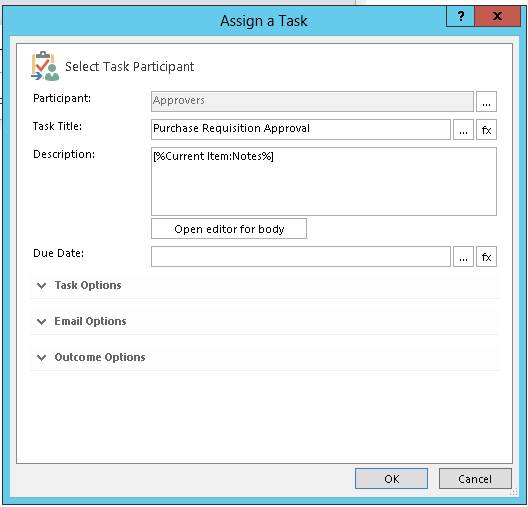 Assign a Task
?
x
Select Task Participant
Participant:
Approvers
...
Task Title:
Purchase Requisition Approval
...
fx
Description:
[%Current Item:Notes%]
Open editor for body
Due Date:
...
fx
Task Options
Email Options
Outcome Options
OK
Cancel